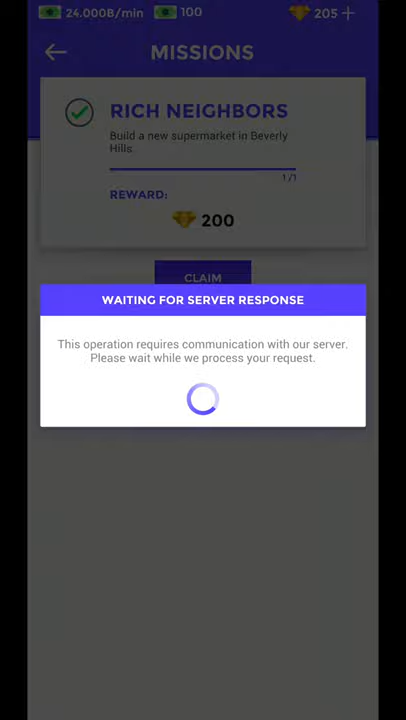 24.000B/min 100 205 +
MISSIONS
RICH NEIGHBORS
Build a new supermarket in Beverly
Hills.
1/1
REWARD:
200
CLAIM
WAITING FOR SERVER RESPONSE
This operation requires communication with our server.
Please wait while we process your request.